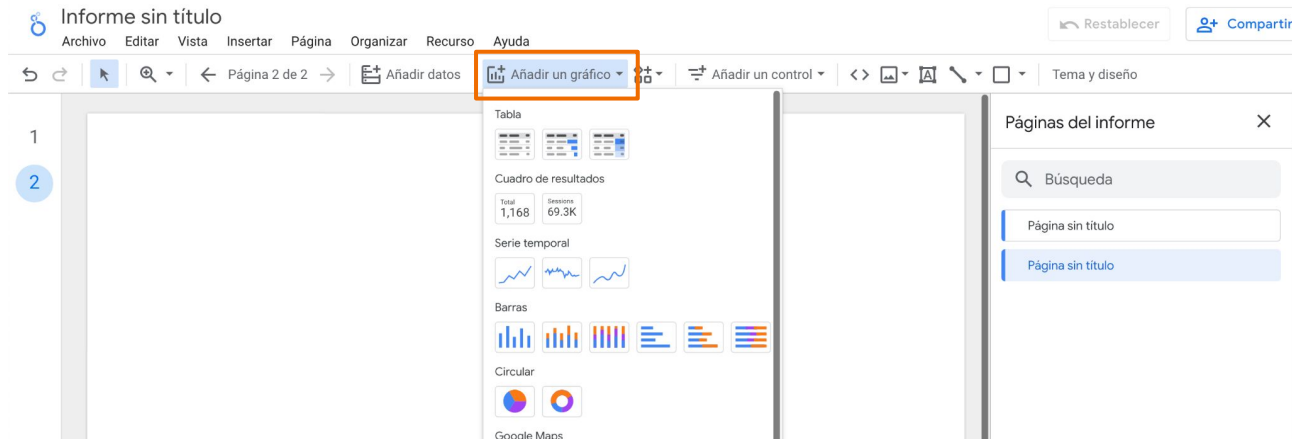 Informe sin título
Restablecer
Compartir
Archivo Editar Vista Insertar Página Organizar Recurso Ayuda
Página 2 de 2 Añadir datos Añadir un gráfico Añadir un control Tema y diseño
Tabla
Páginas del informe
1
2
Búsqueda
Cuadro de resultados
Total
1,168
Sessions
69.3K
Página sin título
Serie temporal
Página sin título
Barras
Circular
Google Maps